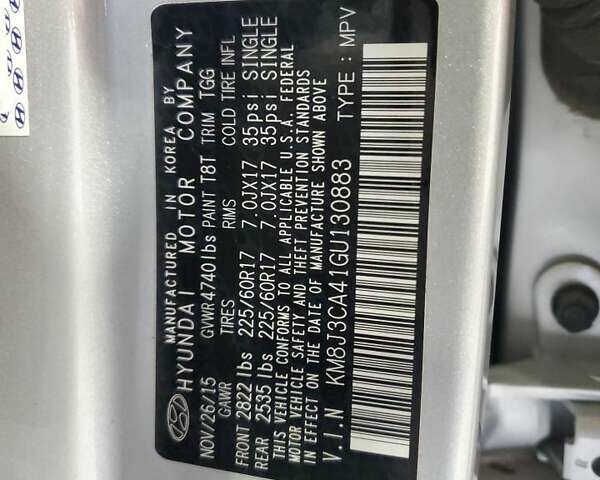 MANUFACTURED IN KOREA BY
HYUNDAI MOTOR COMPANY
NOV/26/15 GVWR 4740lbs PAINT T8T TRIM TGG
GAWR TIRES RIMS COLD TIRE INFL
FRONT 2822 lbs 225/60R17 7.0JX17 35psi SINGLE
REAR 2535 lbs 225/60R17 7.0JX17 35psi SINGLE
THIS VEHICLE CONFORMS TO ALL APPLICABLE U.S.A. FEDERAL
MOTOR VEHICLE SAFETY AND THEFT PREVENTION STANDARDS
IN EFFECT ON THE DATE OF MANUFACTURE SHOWN ABOVE
V.I.N KM8J3CA41GU130883 TYPE : MPV